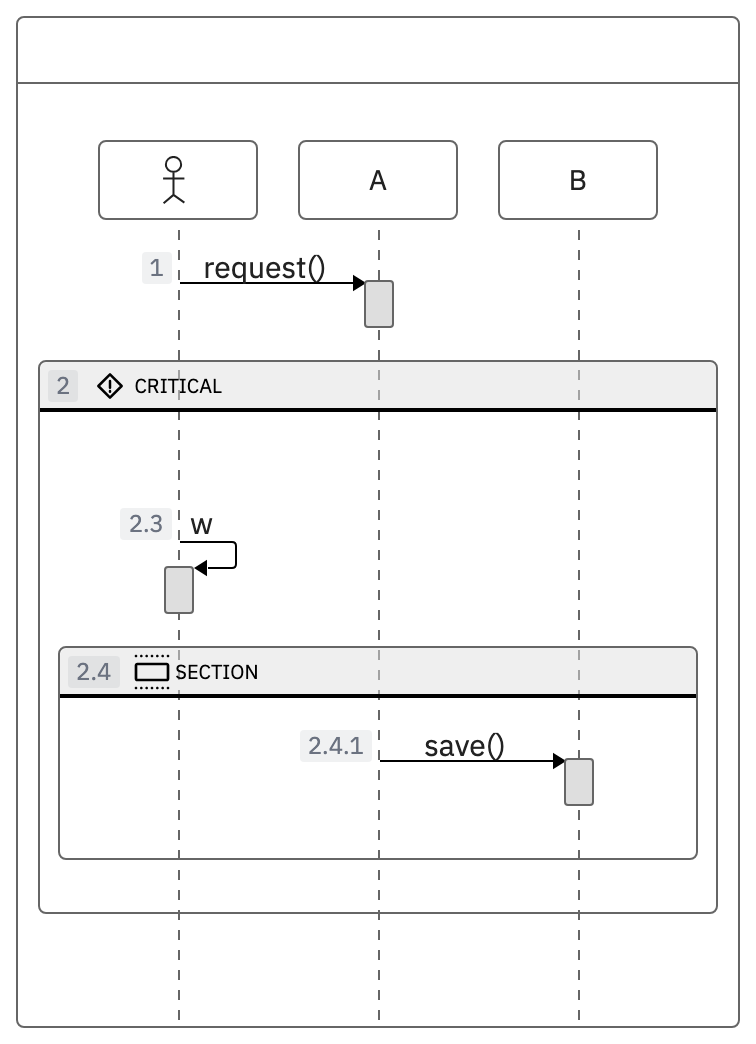 A
B
1 request()
2 CRITICAL
2.3 w
2.4 SECTION
2.4.1 save()